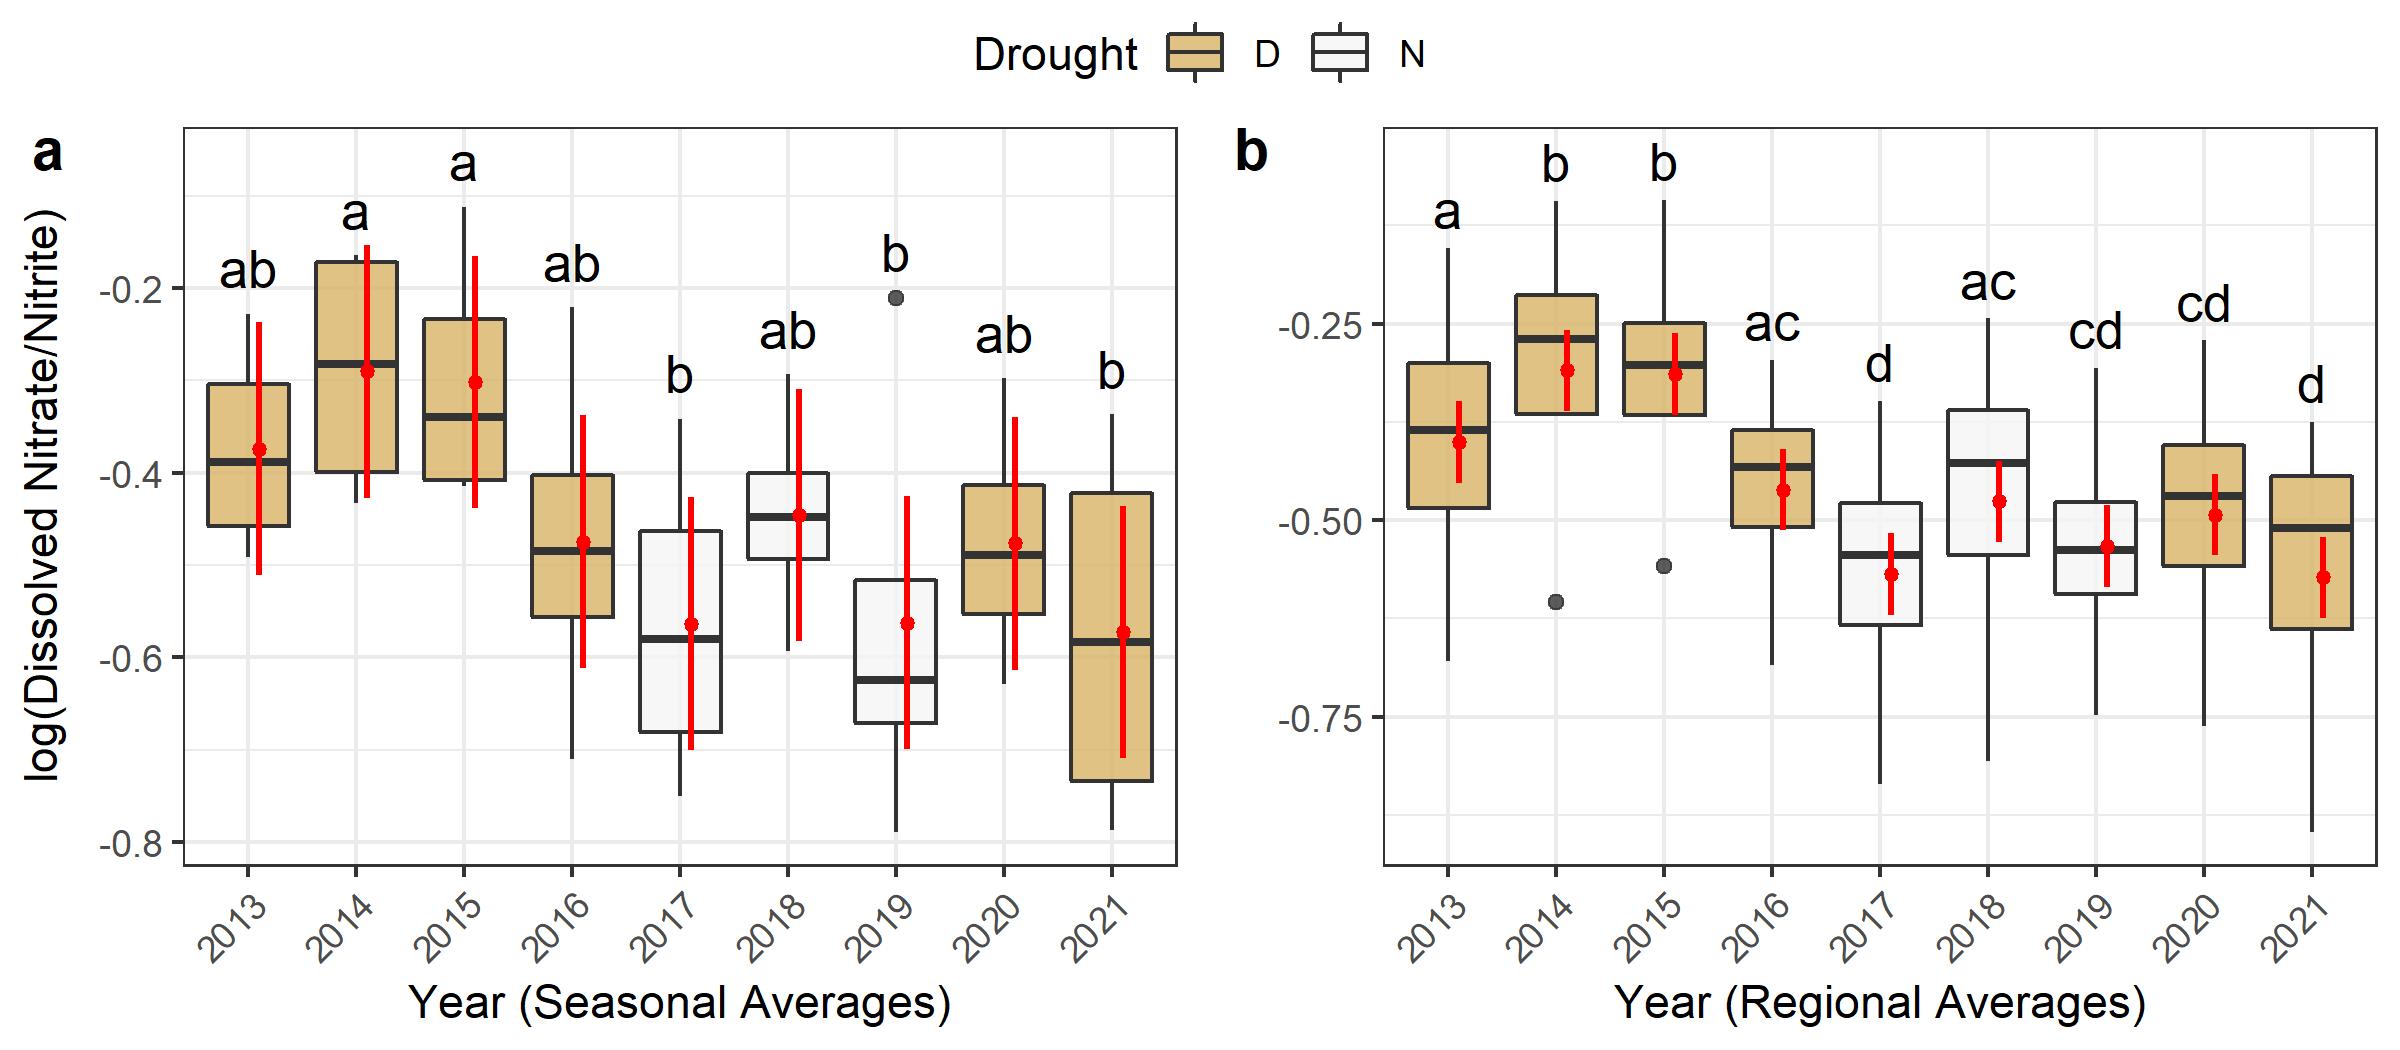 Drought D N
a
log(Dissolved Nitrate/Nitrite)
-0.2
-0.4
-0.6
-0.8
ab a a ab b ab b ab b
2013 2014 2015 2016 2017 2018 2019 2020 2021
Year (Seasonal Averages)
b
-0.25
-0.50
-0.75
a b b ac d ac cd cd d
2013 2014 2015 2016 2017 2018 2019 2020 2021
Year (Regional Averages)